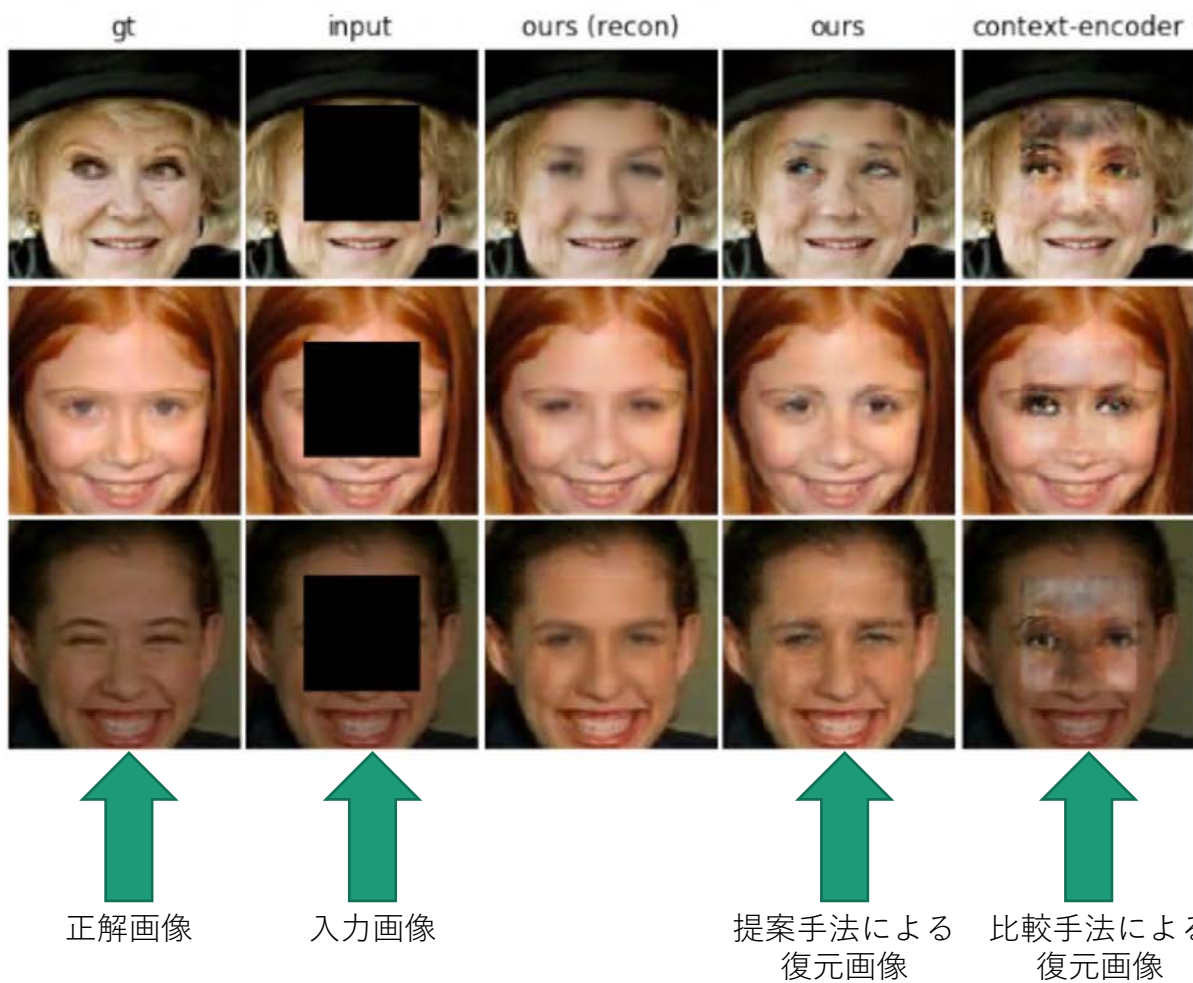 gt
input
ours (recon)
ours
context-encoder
正解画像
入力画像
提案手法による
復元画像
比較手法による
復元画像